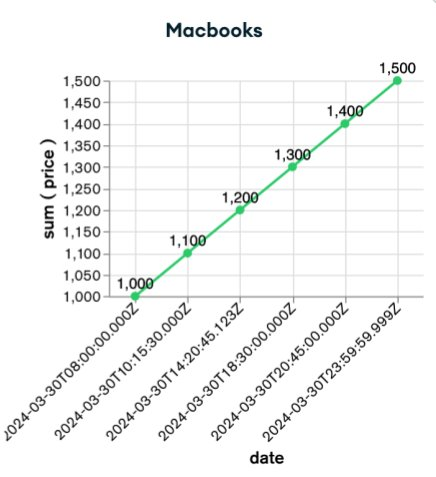 Macbooks
1,500
1,450
1,400
1,350
1,300
1,250
1,200
1,150
1,100
1,050
1,000
sum ( price )
1,000
1,100
1,200
1,300
1,400
1,500
2024-03-30T08:00:00.000Z
2024-03-30T10:15:30.000Z
2024-03-30T14:20:45.123Z
2024-03-30T18:30:00.000Z
2024-03-30T20:45:00.000Z
2024-03-30T23:59:59.999Z
date